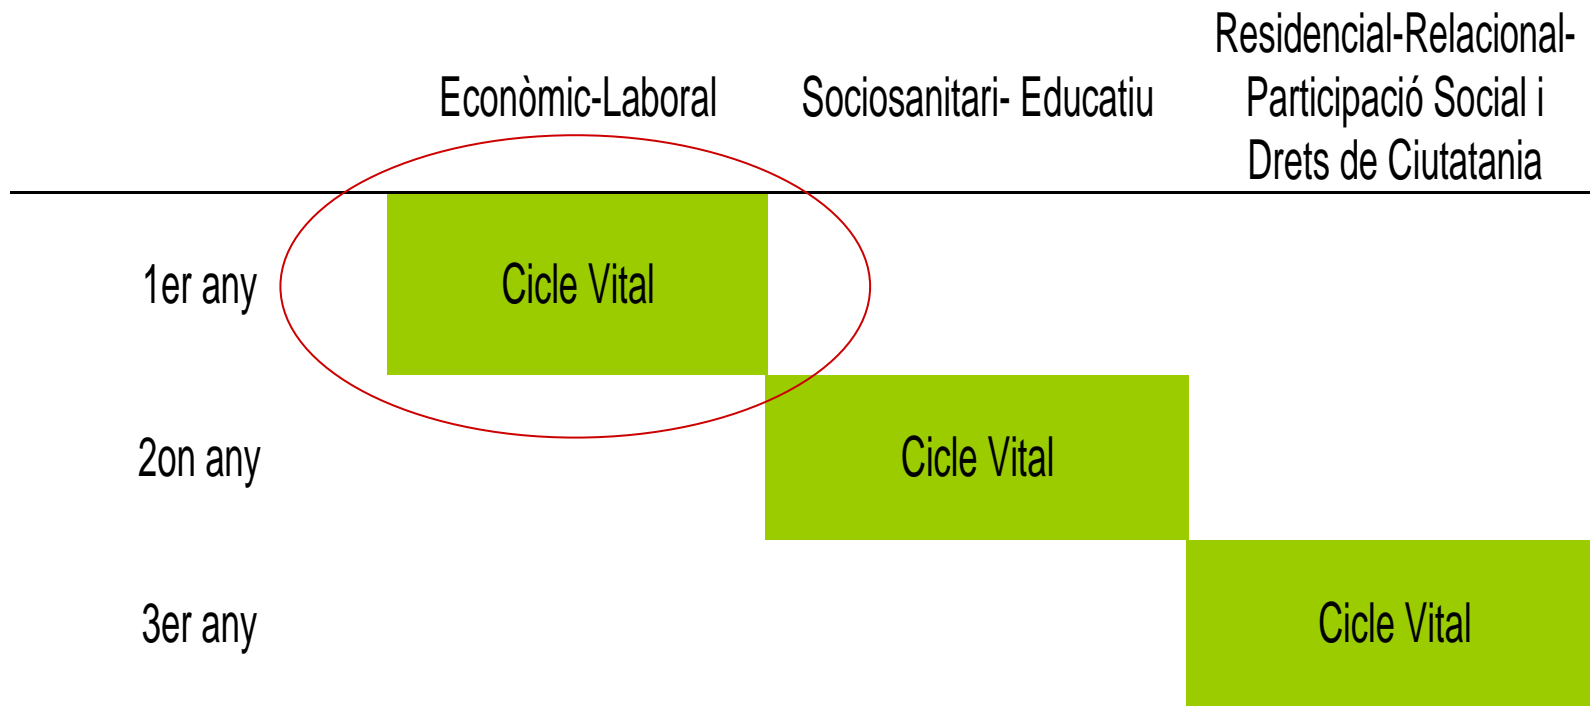 Residencial-Relacional-
Econòmic-Laboral Sociosanitari- Educatiu Participació Social i
Drets de Ciutatania
1er any Cicle Vital
2on any Cicle Vital
3er any Cicle Vital